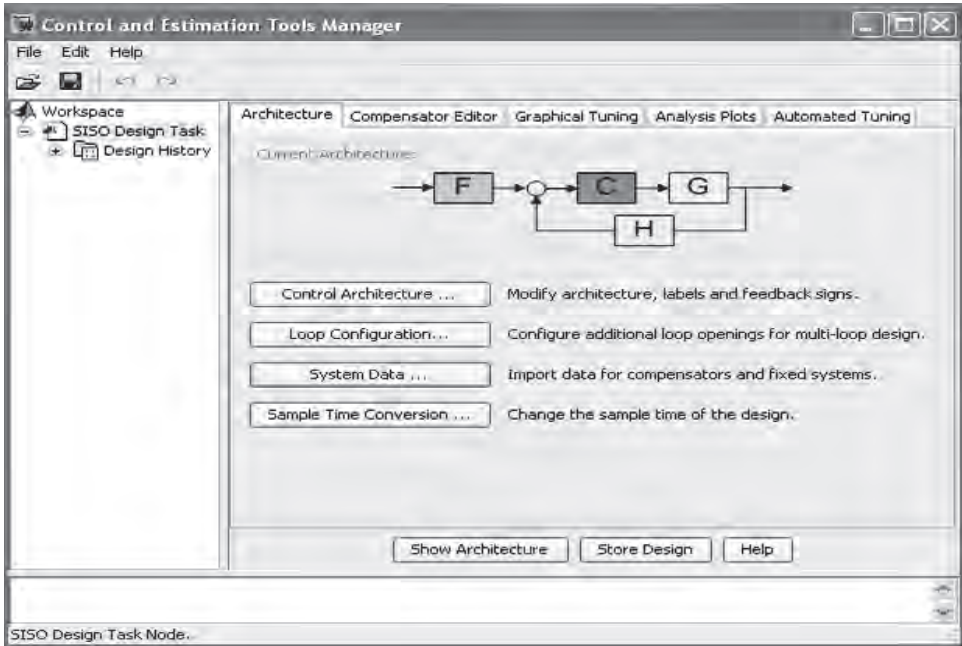 Control and Estimation Tools Manager
File Edit Help
Workspace
SISO Design Task
Design History
Architecture Compensator Editor Graphical Tuning Analysis Plots Automated Tuning
Current Architecture:
F C G
H
Control Architecture ... Modify architecture, labels and feedback signs.
Loop Configuration... Configure additional loop openings for multi-loop design.
System Data ... Import data for compensators and fixed systems.
Sample Time Conversion ... Change the sample time of the design.
Show Architecture Store Design Help
SISO Design Task Node.